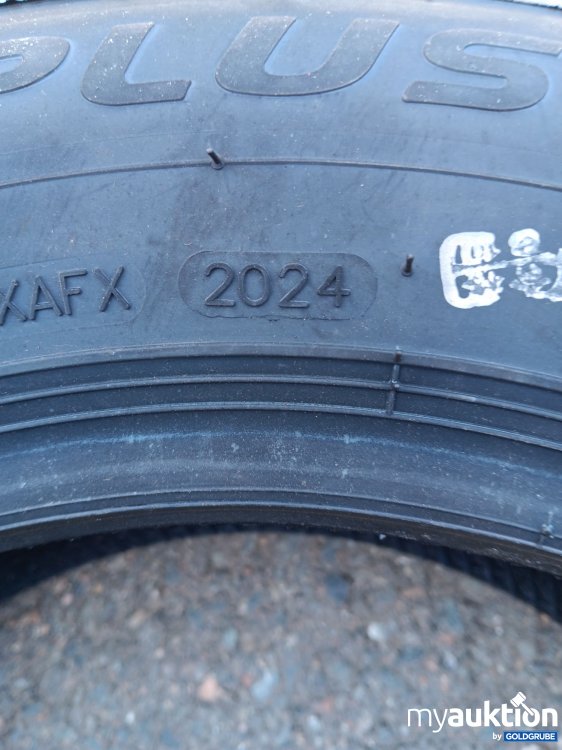 PLUS
XAFX 2024
myauktion
by GOLDGRUBE